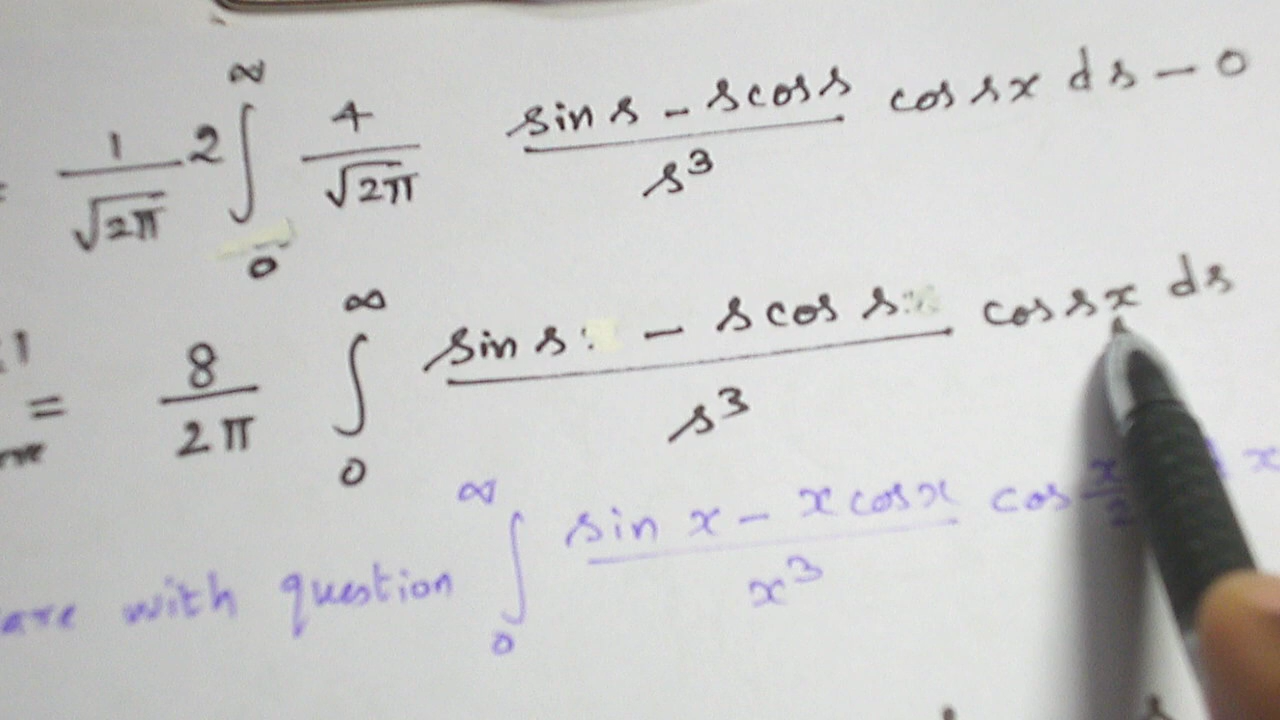 = 1/√2π 2 ∫₀^∞ 4/√2π (sin s - s cos s)/s³ cos sx ds - 0
= 8/2π ∫₀^∞ (sin s - s cos s)/s³ cos sx ds
with question ∫₀^∞ (sin x - x cos x)/x³ cos x/2 x